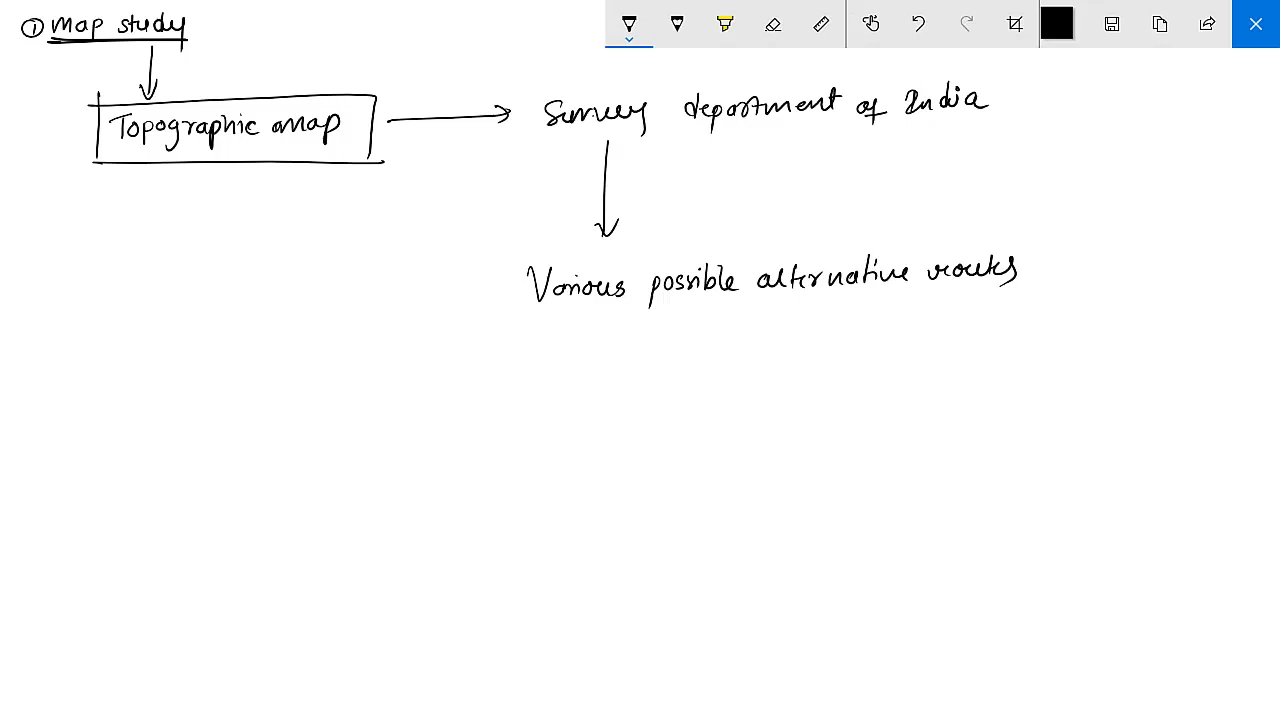 ① Map study
Topographic map
Survey department of India
Various possible alternative routes